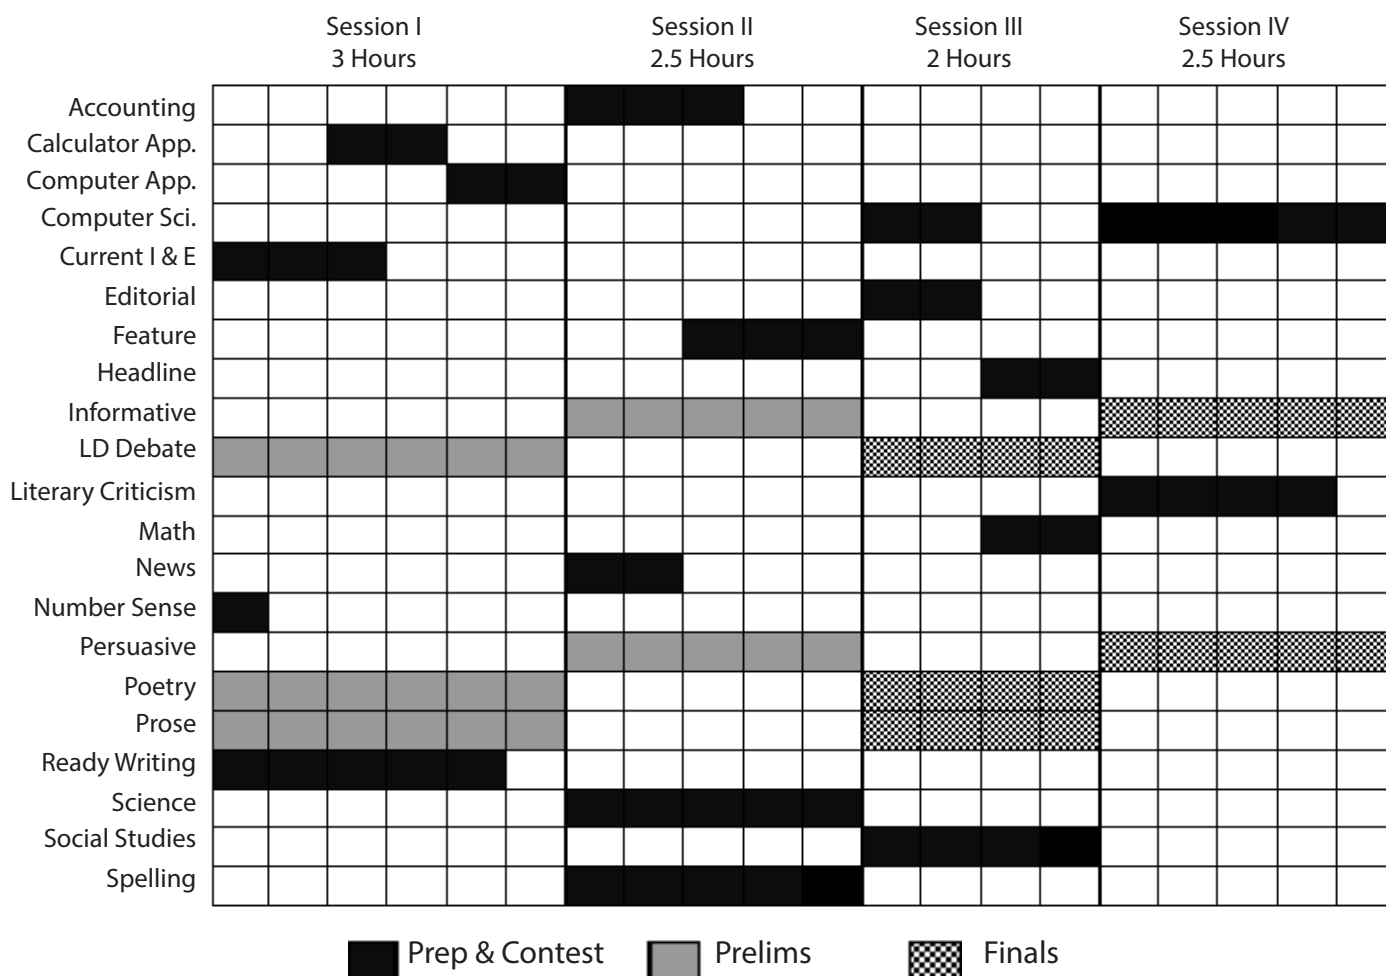 Session I
3 Hours
Session II
2.5 Hours
Session III
2 Hours
Session IV
2.5 Hours
Accounting
Calculator App.
Computer App.
Computer Sci.
Current I & E
Editorial
Feature
Headline
Informative
LD Debate
Literary Criticism
Math
News
Number Sense
Persuasive
Poetry
Prose
Ready Writing
Science
Social Studies
Spelling
Prep & Contest
Prelims
Finals